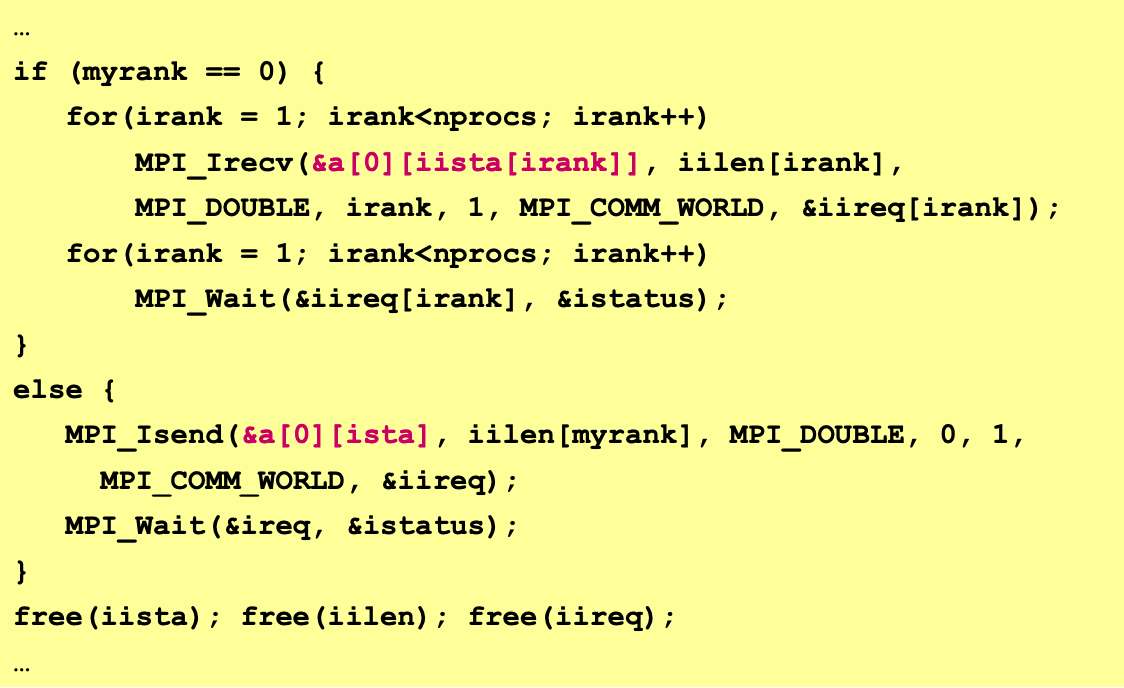 …
if (myrank == 0) {
for(irank = 1; irank<nprocs; irank++)
MPI_Irecv(&a[0][iista[irank]], iilen[irank],
MPI_DOUBLE, irank, 1, MPI_COMM_WORLD, &iireq[irank]);
for(irank = 1; irank<nprocs; irank++)
MPI_Wait(&iireq[irank], &istatus);
}
else {
MPI_Isend(&a[0][ista], iilen[myrank], MPI_DOUBLE, 0, 1,
MPI_COMM_WORLD, &iireq);
MPI_Wait(&ireq, &istatus);
}
free(iista); free(iilen); free(iireq);
…